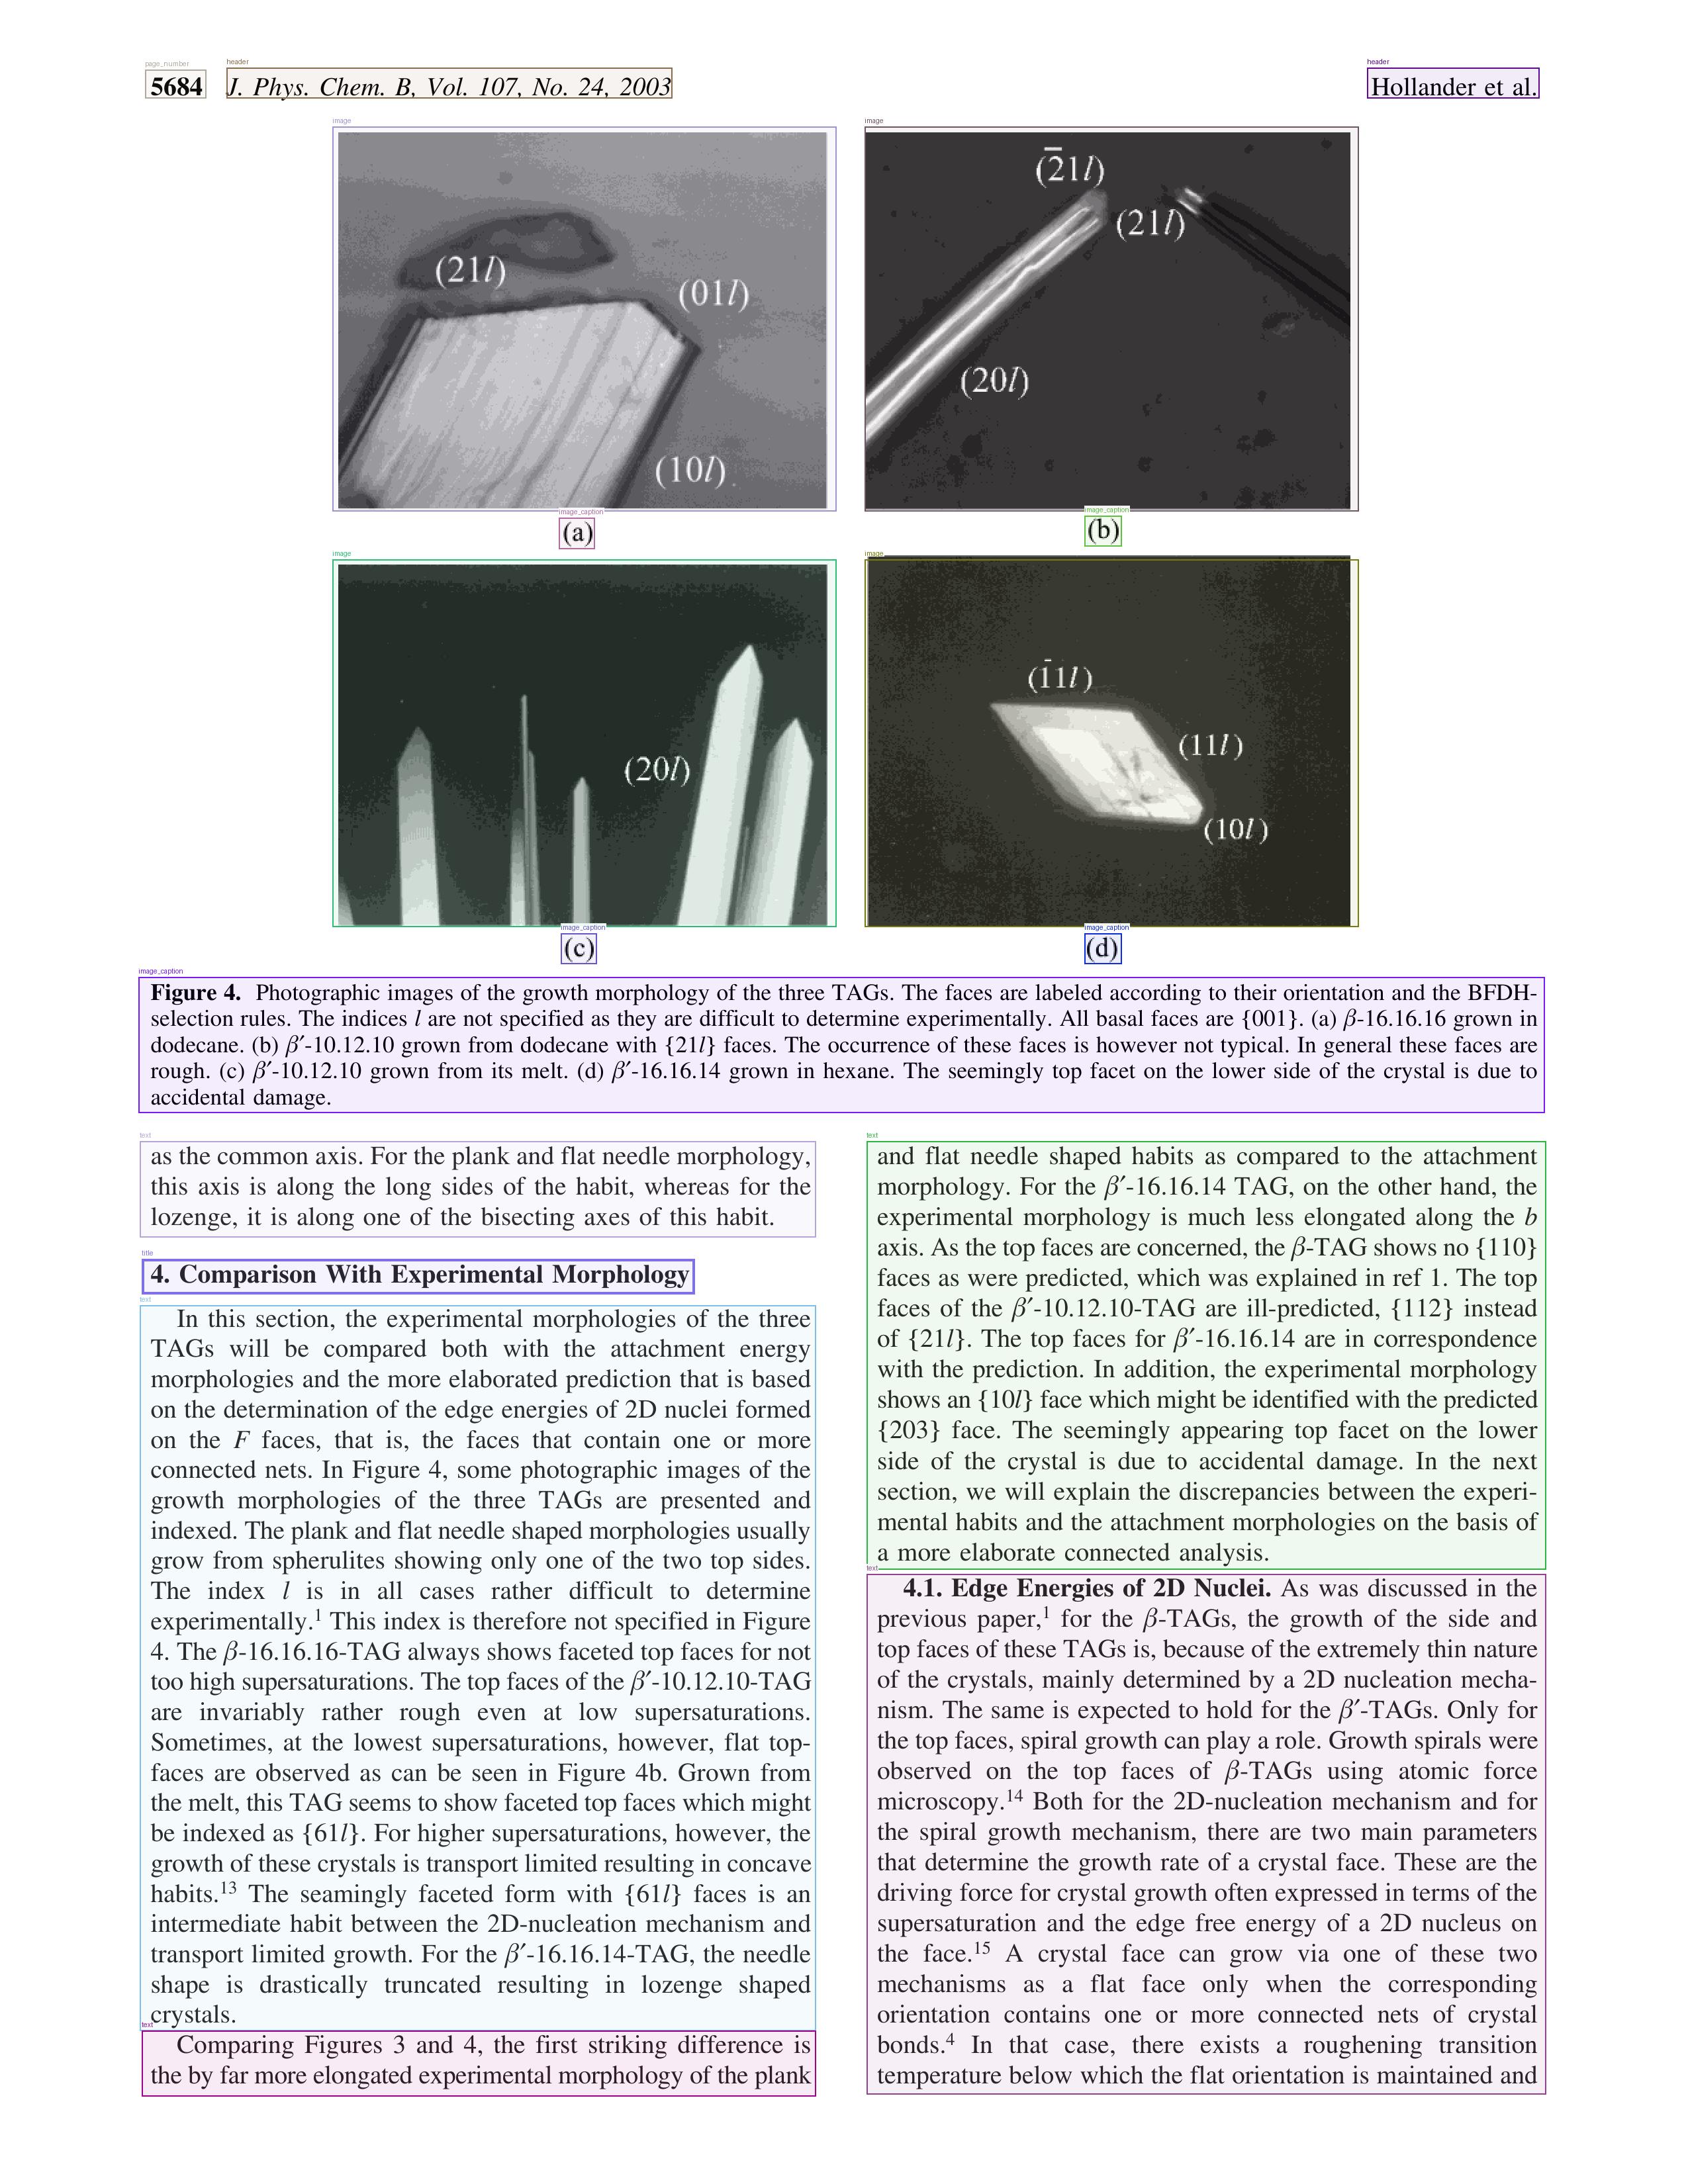 page_number
header
header
5684
J. Phys. Chem. B, Vol. 107, No. 24, 2003
Hollander et al.
image
image
(21l)
(01l)
(10l)
(2̅1l)
(21l)
(20l)
image_caption
image_caption
(a)
(b)
image
image
(20l)
(1̅1l)
(11l)
(10l)
image_caption
image_caption
(c)
(d)
image_caption
Figure 4. Photographic images of the growth morphology of the three TAGs. The faces are labeled according to their orientation and the BFDH-
selection rules. The indices l are not specified as they are difficult to determine experimentally. All basal faces are {001}. (a) β-16.16.16 grown in
dodecane. (b) β′-10.12.10 grown from dodecane with {21l} faces. The occurrence of these faces is however not typical. In general these faces are
rough. (c) β′-10.12.10 grown from its melt. (d) β′-16.16.14 grown in hexane. The seemingly top facet on the lower side of the crystal is due to
accidental damage.
text
as the common axis. For the plank and flat needle morphology,
this axis is along the long sides of the habit, whereas for the
lozenge, it is along one of the bisecting axes of this habit.
title
4. Comparison With Experimental Morphology
text
In this section, the experimental morphologies of the three
TAGs will be compared both with the attachment energy
morphologies and the more elaborated prediction that is based
on the determination of the edge energies of 2D nuclei formed
on the F faces, that is, the faces that contain one or more
connected nets. In Figure 4, some photographic images of the
growth morphologies of the three TAGs are presented and
indexed. The plank and flat needle shaped morphologies usually
grow from spherulites showing only one of the two top sides.
The index l is in all cases rather difficult to determine
experimentally.¹ This index is therefore not specified in Figure
4. The β-16.16.16-TAG always shows faceted top faces for not
too high supersaturations. The top faces of the β′-10.12.10-TAG
are invariably rather rough even at low supersaturations.
Sometimes, at the lowest supersaturations, however, flat top-
faces are observed as can be seen in Figure 4b. Grown from
the melt, this TAG seems to show faceted top faces which might
be indexed as {61l}. For higher supersaturations, however, the
growth of these crystals is transport limited resulting in concave
habits.¹³ The seamingly faceted form with {61l} faces is an
intermediate habit between the 2D-nucleation mechanism and
transport limited growth. For the β′-16.16.14-TAG, the needle
shape is drastically truncated resulting in lozenge shaped
crystals.
text
Comparing Figures 3 and 4, the first striking difference is
the by far more elongated experimental morphology of the plank
text
and flat needle shaped habits as compared to the attachment
morphology. For the β′-16.16.14 TAG, on the other hand, the
experimental morphology is much less elongated along the b
axis. As the top faces are concerned, the β-TAG shows no {110}
faces as were predicted, which was explained in ref 1. The top
faces of the β′-10.12.10-TAG are ill-predicted, {112} instead
of {21l}. The top faces for β′-16.16.14 are in correspondence
with the prediction. In addition, the experimental morphology
shows an {10l} face which might be identified with the predicted
{203} face. The seemingly appearing top facet on the lower
side of the crystal is due to accidental damage. In the next
section, we will explain the discrepancies between the experi-
mental habits and the attachment morphologies on the basis of
a more elaborate connected analysis.
text
4.1. Edge Energies of 2D Nuclei. As was discussed in the
previous paper,¹ for the β-TAGs, the growth of the side and
top faces of these TAGs is, because of the extremely thin nature
of the crystals, mainly determined by a 2D nucleation mecha-
nism. The same is expected to hold for the β′-TAGs. Only for
the top faces, spiral growth can play a role. Growth spirals were
observed on the top faces of β-TAGs using atomic force
microscopy.¹⁴ Both for the 2D-nucleation mechanism and for
the spiral growth mechanism, there are two main parameters
that determine the growth rate of a crystal face. These are the
driving force for crystal growth often expressed in terms of the
supersaturation and the edge free energy of a 2D nucleus on
the face.¹⁵ A crystal face can grow via one of these two
mechanisms as a flat face only when the corresponding
orientation contains one or more connected nets of crystal
bonds.⁴ In that case, there exists a roughening transition
temperature below which the flat orientation is maintained and